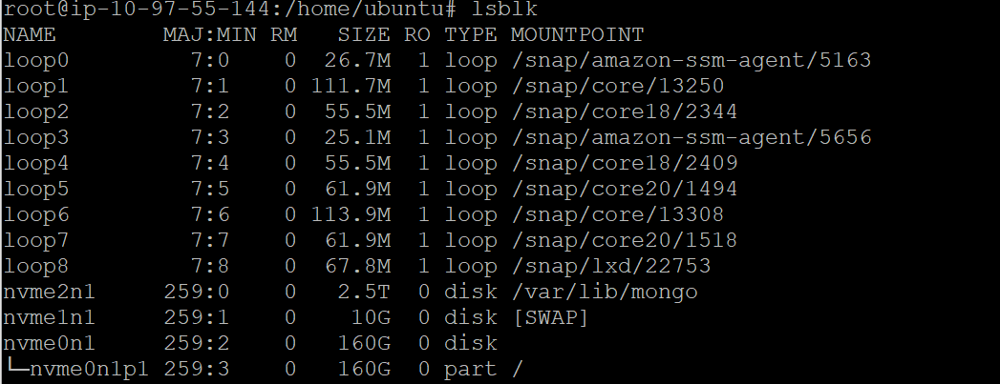 root@ip-10-97-55-144:/home/ubuntu# lsblk
NAME        MAJ:MIN RM   SIZE RO TYPE MOUNTPOINT
loop0         7:0    0  26.7M  1 loop /snap/amazon-ssm-agent/5163
loop1         7:1    0 111.7M  1 loop /snap/core/13250
loop2         7:2    0  55.5M  1 loop /snap/core18/2344
loop3         7:3    0  25.1M  1 loop /snap/amazon-ssm-agent/5656
loop4         7:4    0  55.5M  1 loop /snap/core18/2409
loop5         7:5    0  61.9M  1 loop /snap/core20/1494
loop6         7:6    0 113.9M  1 loop /snap/core/13308
loop7         7:7    0  61.9M  1 loop /snap/core20/1518
loop8         7:8    0  67.8M  1 loop /snap/lxd/22753
nvme2n1     259:0    0   2.5T  0 disk /var/lib/mongo
nvme1n1     259:1    0    10G  0 disk [SWAP]
nvme0n1     259:2    0   160G  0 disk
└─nvme0n1p1 259:3    0   160G  0 part /